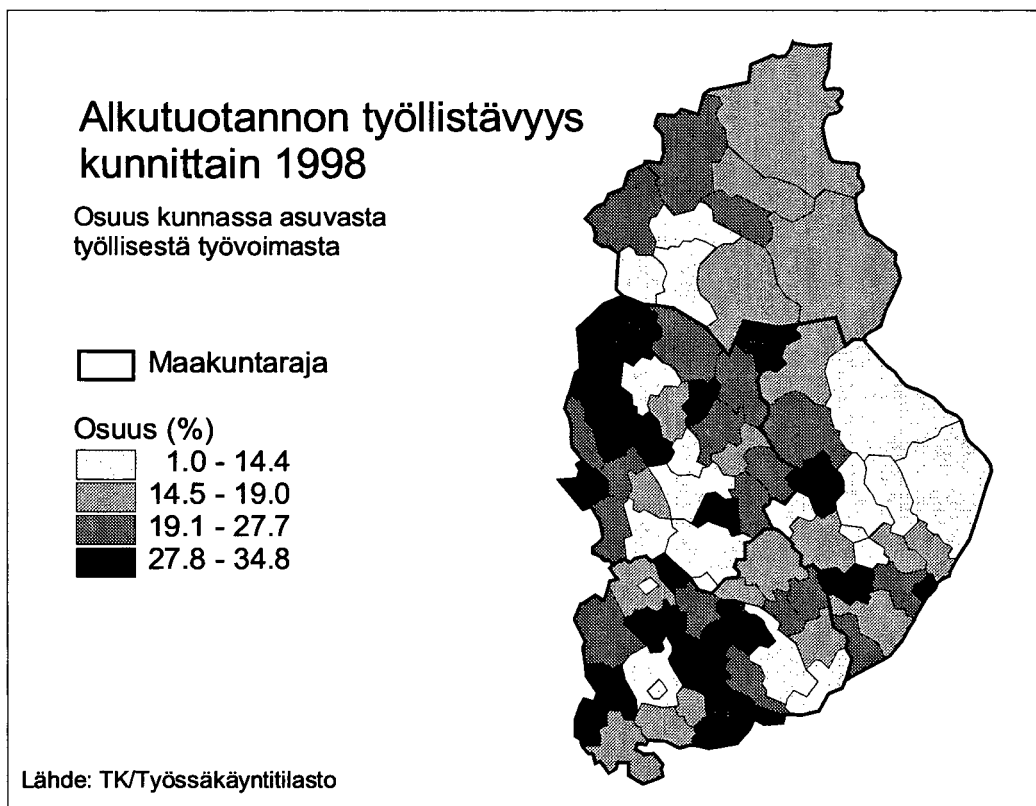 Alkutuotannon työllistävyys
kunnittain 1998
Osuus kunnassa asuvasta
työllisestä työvoimasta
Maakuntaraja
Osuus (%)
1.0 - 14.4
14.5 - 19.0
19.1 - 27.7
27.8 - 34.8
Lähde: TK/Työssäkäyntitilasto